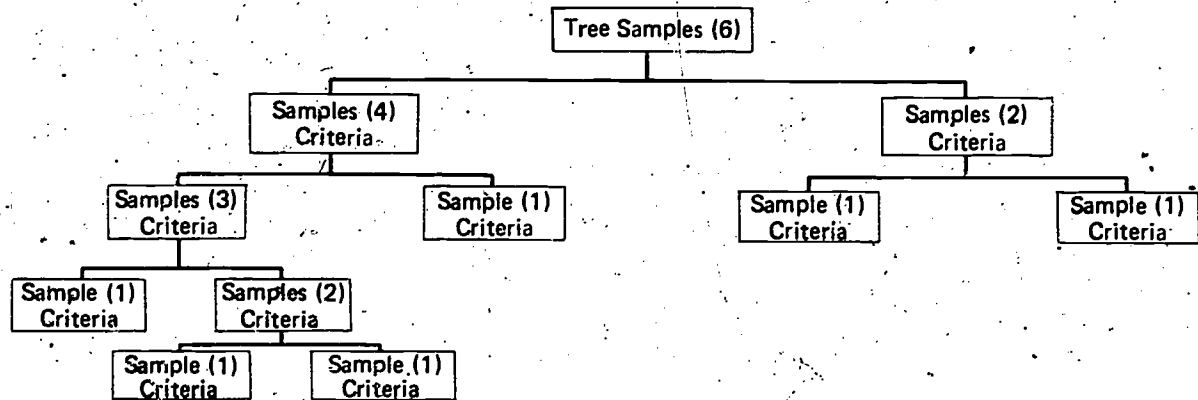 Tree Samples (6)
Samples (4)
Criteria
Samples (2)
Criteria
Samples (3)
Criteria
Sample (1)
Criteria
Sample (1)
Criteria
Sample (1)
Criteria
Sample (1)
Criteria
Samples (2)
Criteria
Sample (1)
Criteria
Sample (1)
Criteria